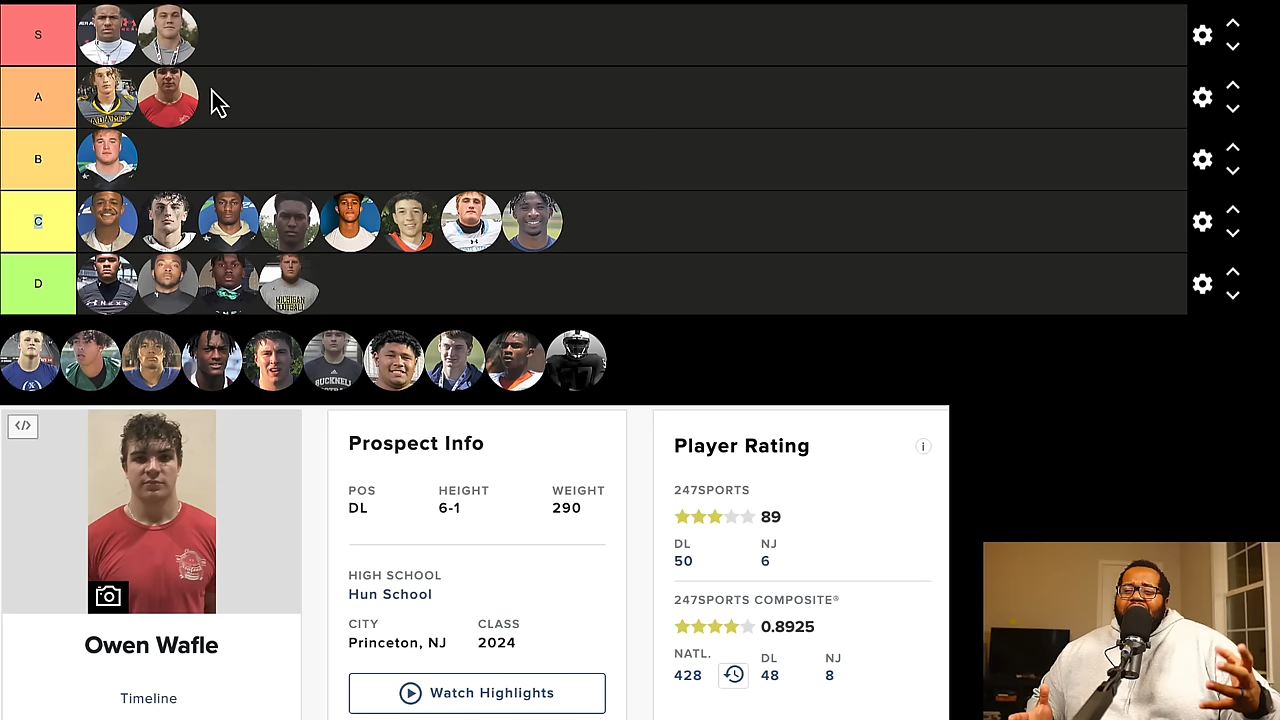 S
A
B
C
D
MICHIGAN
FOOTBALL
BUCKNELL
</>
Prospect Info
POS HEIGHT WEIGHT
DL 6-1 290
HIGH SCHOOL
Hun School
CITY CLASS
Princeton, NJ 2024
Watch Highlights
Owen Wafle
Timeline
Player Rating
i
247SPORTS
89
DL NJ
50 6
247SPORTS COMPOSITE®
0.8925
NATL. DL NJ
428 48 8